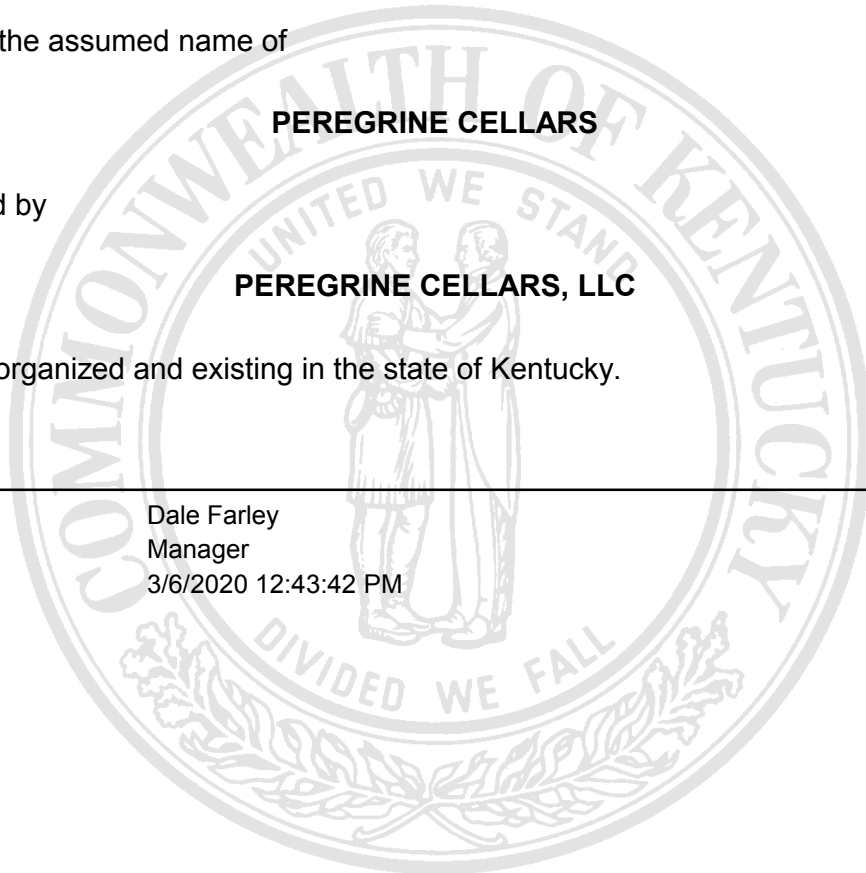 the assumed name of
PEREGRINE CELLARS
d by
PEREGRINE CELLARS, LLC
organized and existing in the state of Kentucky.
Dale Farley
Manager
3/6/2020 12:43:42 PM
COMMONWEALTH OF KENTUCKY
UNITED WE STAND
DIVIDED WE FALL